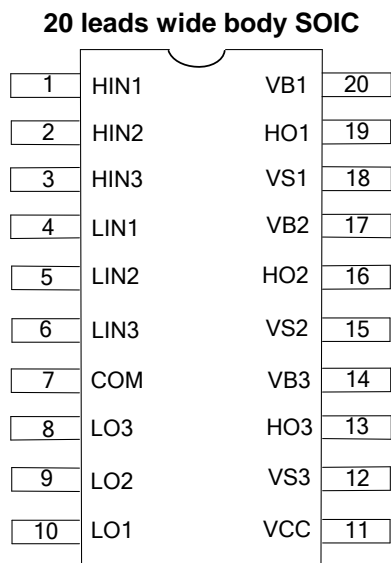 20 leads wide body SOIC
1 HIN1 VB1 20
2 HIN2 HO1 19
3 HIN3 VS1 18
4 LIN1 VB2 17
5 LIN2 HO2 16
6 LIN3 VS2 15
7 COM VB3 14
8 LO3 HO3 13
9 LO2 VS3 12
10 LO1 VCC 11